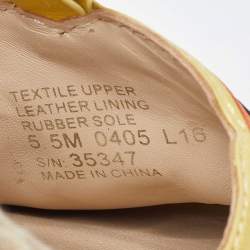 TEXTILE UPPER
LEATHER LINING
RUBBER SOLE
5.5M 0405 L16
S/N: 35347
MADE IN CHINA